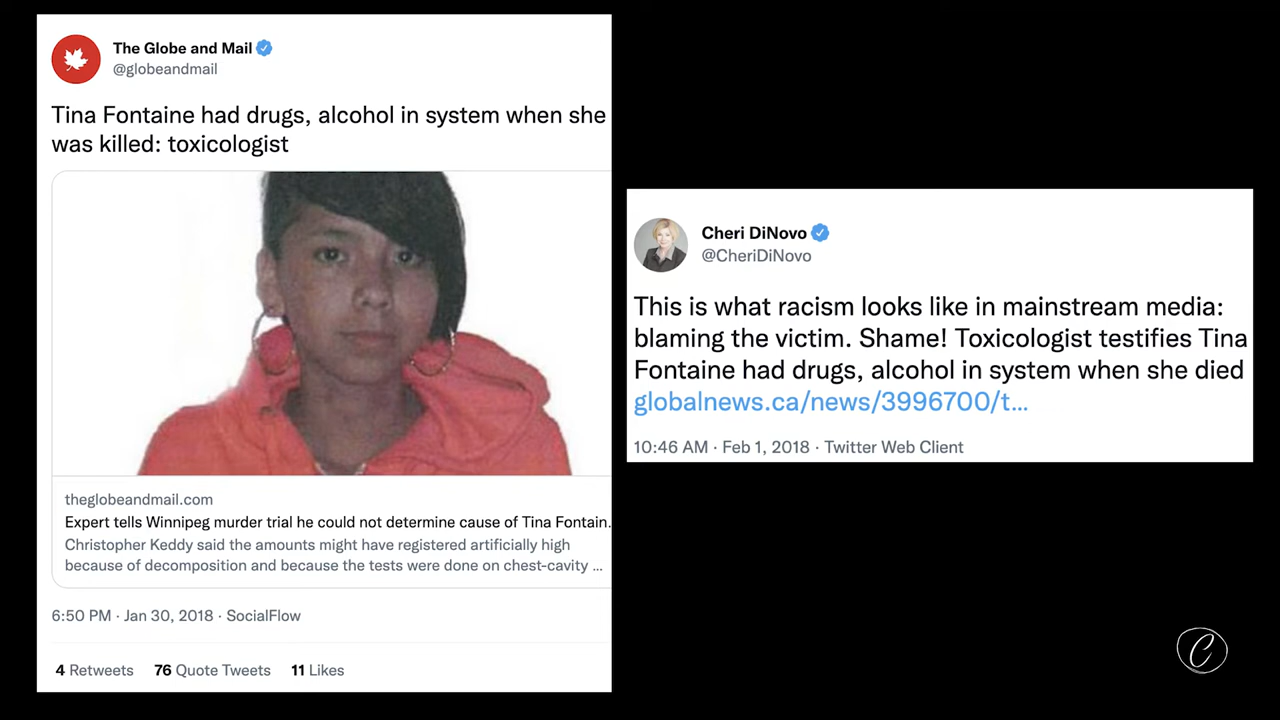 The Globe and Mail
@globeandmail
Tina Fontaine had drugs, alcohol in system when she
was killed: toxicologist
theglobeandmail.com
Expert tells Winnipeg murder trial he could not determine cause of Tina Fontain.
Christopher Keddy said the amounts might have registered artificially high
because of decomposition and because the tests were done on chest-cavity ...
6:50 PM · Jan 30, 2018 · SocialFlow
4 Retweets 76 Quote Tweets 11 Likes
Cheri DiNovo
@CheriDiNovo
This is what racism looks like in mainstream media:
blaming the victim. Shame! Toxicologist testifies Tina
Fontaine had drugs, alcohol in system when she died
globalnews.ca/news/3996700/t...
10:46 AM · Feb 1, 2018 · Twitter Web Client
C